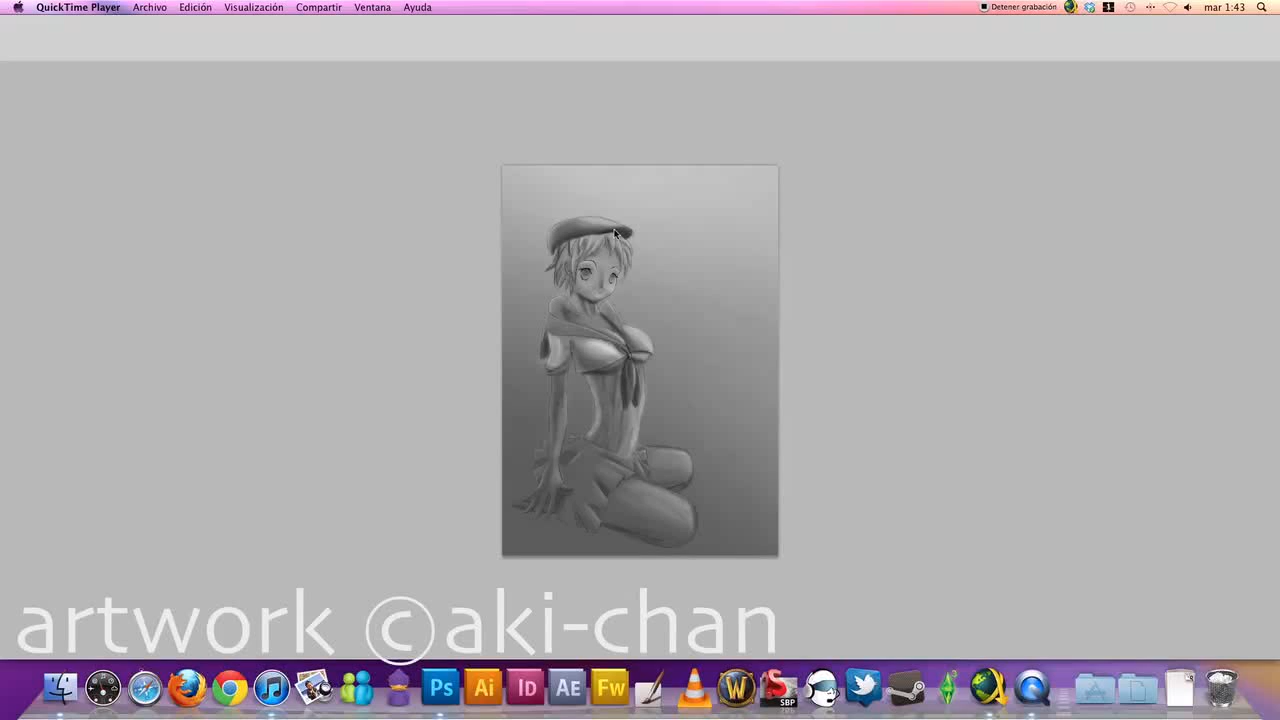 QuickTime Player Archivo Edición Visualización Compartir Ventana Ayuda Detener grabación 1 mar 1:43
artwork ©aki-chan
Ps Ai Id AE Fw W S SBP